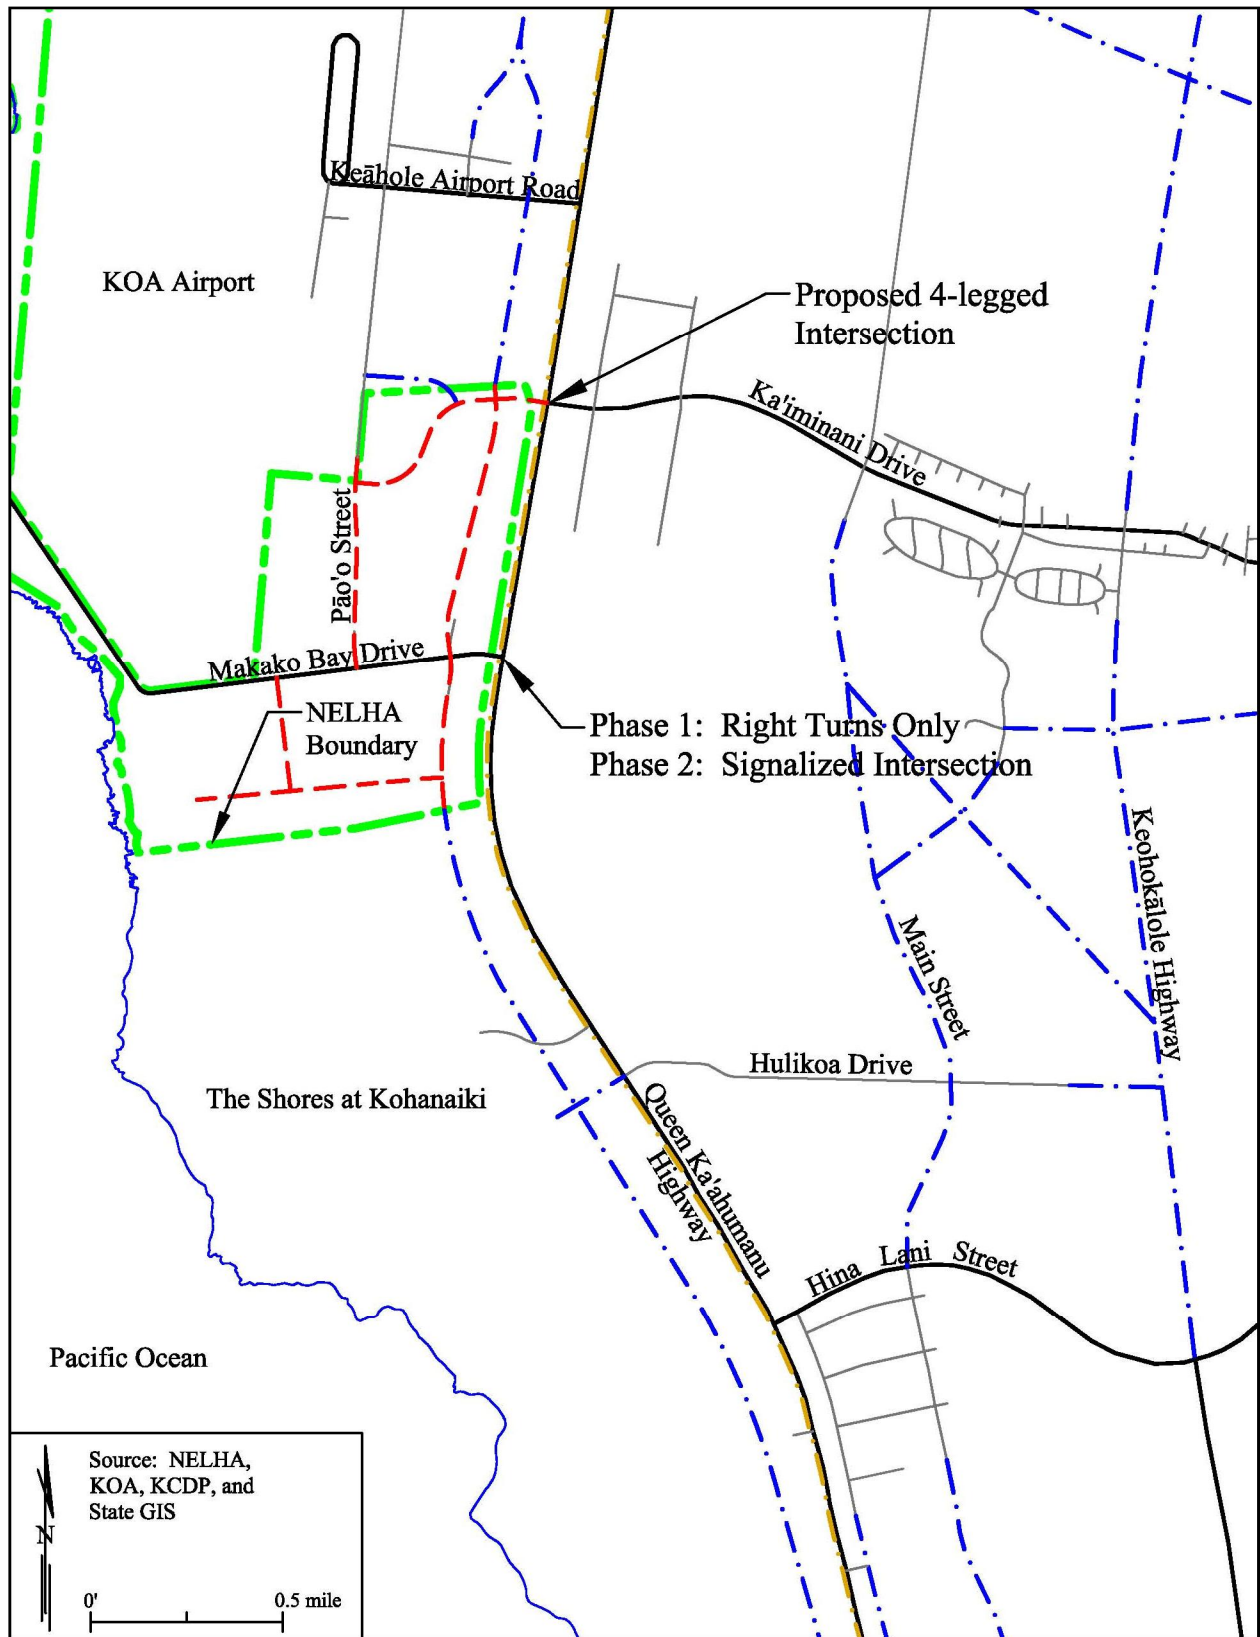 Keāhole Airport Road
KOA Airport
Proposed 4-legged
Intersection
Ka'iminani Drive
Pāo'o Street
Makako Bay Drive
NELHA
Boundary
Phase 1:  Right Turns Only
Phase 2:  Signalized Intersection
Keohokālole Highway
Main Street
Hulikoa Drive
The Shores at Kohanaiki
Queen Ka'ahumanu
Highway
Hina Lani Street
Pacific Ocean
Source:  NELHA,
KOA, KCDP, and
State GIS
N
0'
0.5 mile